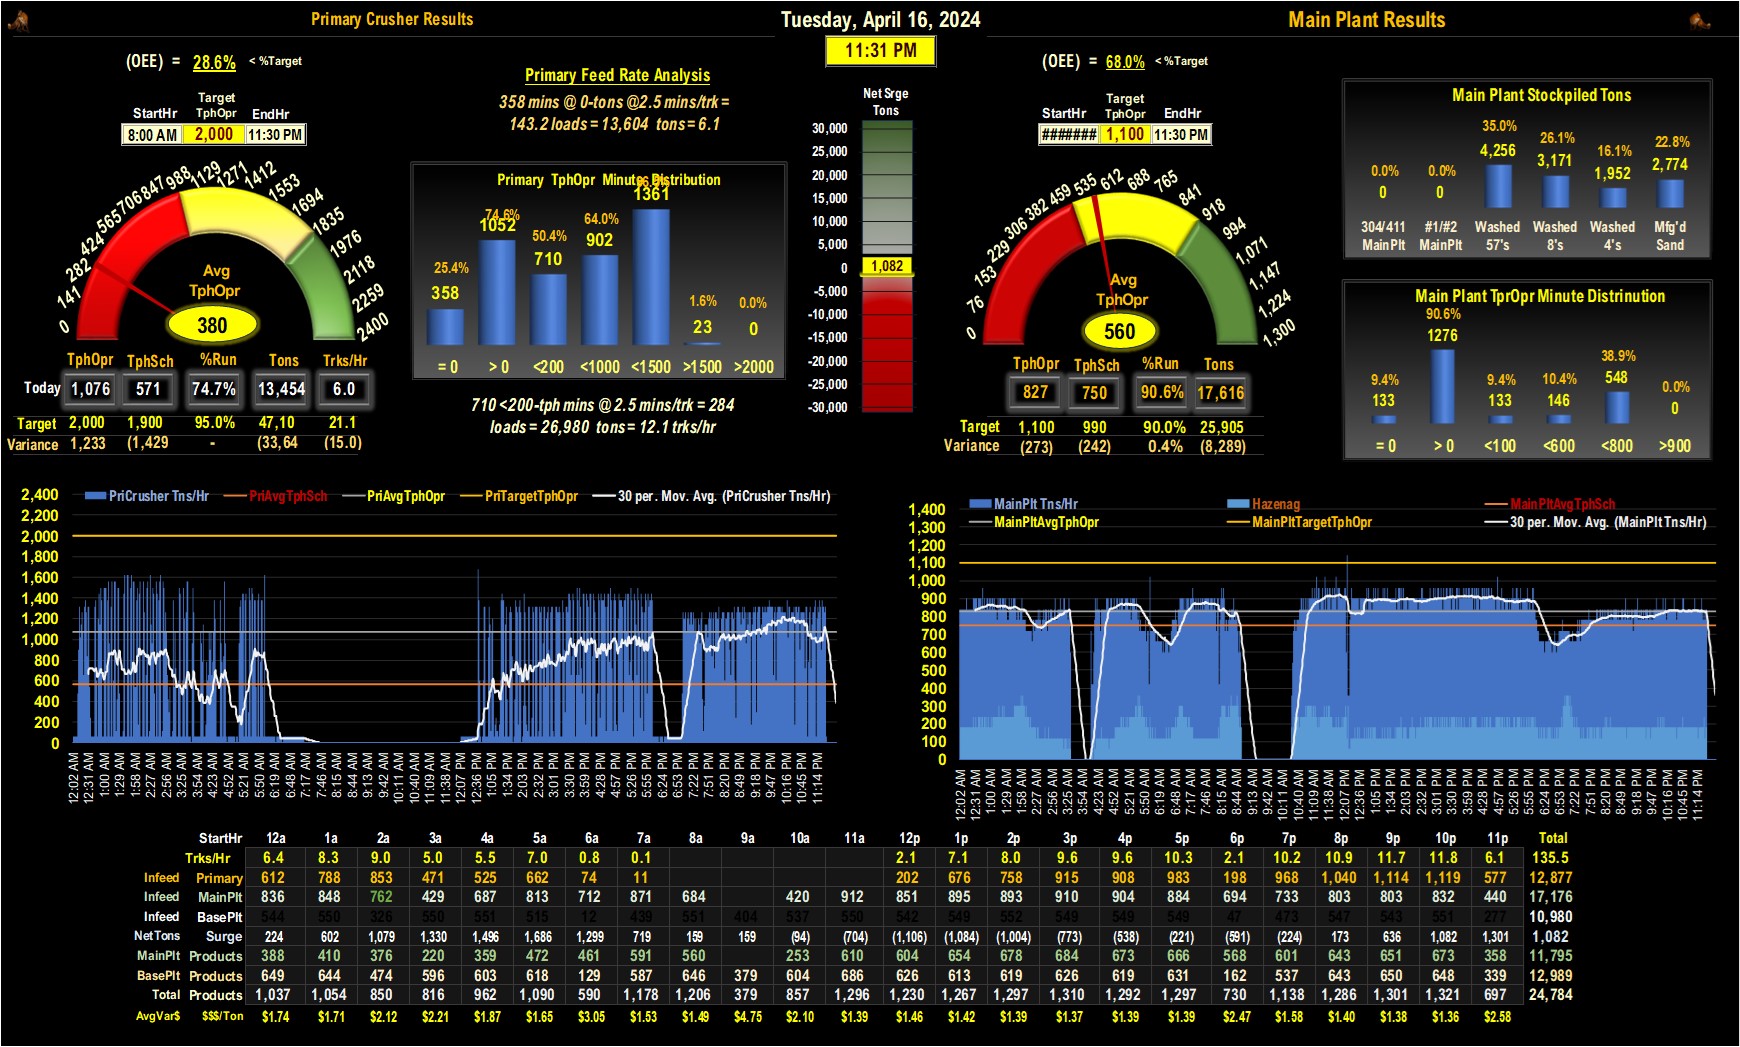 Primary Crusher Results
Tuesday, April 16, 2024
Main Plant Results
11:31 PM
(OEE) = 28.6% < %Target
StartHr Target TphOpr EndHr
8:00 AM 2,000 11:30 PM
0 141 282 424 565 706 847 988 1129 1271 1412 1553 1694 1835 1976 2118 2259 2400
Avg
TphOpr
380
TphOpr TphSch %Run Tons Trks/Hr
Today 1,076 571 74.7% 13,454 6.0
Target 2,000 1,900 95.0% 47,10 21.1
Variance 1,233 (1,429 - (33,64 (15.0)
Primary Feed Rate Analysis
358 mins @ 0-tons @2.5 mins/trk =
143.2 loads = 13,604 tons = 6.1
Primary TphOpr Minute Distribution
25.4% 74.6% 50.4% 64.0% 1.6% 0.0%
358 1052 710 902 1361 23 0
= 0 > 0 <200 <1000 <1500 >1500 >2000
710 <200-tph mins @ 2.5 mins/trk = 284
loads = 26,980 tons = 12.1 trks/hr
Net Srge
Tons
30,000
25,000
20,000
15,000
10,000
5,000
0
1,082
-5,000
-10,000
-15,000
-20,000
-25,000
-30,000
(OEE) = 68.0% < %Target
StartHr Target TphOpr EndHr
####### 1,100 11:30 PM
0 76 153 229 306 382 459 535 612 688 765 841 918 994 1,071 1,147 1,224 1,300
Avg
TphOpr
560
TphOpr TphSch %Run Tons
827 750 90.6% 17,616
Target 1,100 990 90.0% 25,905
Variance (273) (242) 0.4% (8,289)
Main Plant Stockpiled Tons
0.0% 0.0% 35.0% 26.1% 16.1% 22.8%
0 0 4,256 3,171 1,952 2,774
304/411 #1/#2 Washed Washed Washed Mfg'd
MainPlt MainPlt 57's 8's 4's Sand
Main Plant TprOpr Minute Distrinution
9.4% 90.6% 9.4% 10.4% 38.9% 0.0%
133 1276 133 146 548 0
= 0 > 0 <100 <600 <800 >900
PriCrusher Tns/Hr PriAvgTphSch PriAvgTphOpr PriTargetTphOpr 30 per. Mov. Avg. (PriCrusher Tns/Hr)
2,400
2,200
2,000
1,800
1,600
1,400
1,200
1,000
800
600
400
200
0
12:02 AM 12:31 AM 1:00 AM 1:29 AM 1:58 AM 2:27 AM 2:56 AM 3:25 AM 3:54 AM 4:23 AM 4:52 AM 5:21 AM 5:50 AM 6:19 AM 6:48 AM 7:17 AM 7:46 AM 8:15 AM 8:44 AM 9:13 AM 9:42 AM 10:11 AM 10:40 AM 11:09 AM 11:38 AM 12:07 PM 12:36 PM 1:05 PM 1:34 PM 2:03 PM 2:32 PM 3:01 PM 3:30 PM 3:59 PM 4:28 PM 4:57 PM 5:26 PM 5:55 PM 6:24 PM 6:53 PM 7:22 PM 7:51 PM 8:20 PM 8:49 PM 9:18 PM 9:47 PM 10:16 PM 10:45 PM 11:14 PM
MainPlt Tns/Hr Hazenag MainPltAvgTphSch
MainPltAvgTphOpr MainPltTargetTphOpr 30 per. Mov. Avg. (MainPlt Tns/Hr)
1,400
1,300
1,200
1,100
1,000
900
800
700
600
500
400
300
200
100
0
12:02 AM 12:31 AM 1:00 AM 1:29 AM 1:58 AM 2:27 AM 2:56 AM 3:25 AM 3:54 AM 4:23 AM 4:52 AM 5:21 AM 5:50 AM 6:19 AM 6:48 AM 7:17 AM 7:46 AM 8:15 AM 8:44 AM 9:13 AM 9:42 AM 10:11 AM 10:40 AM 11:09 AM 11:38 AM 12:07 PM 12:36 PM 1:05 PM 1:34 PM 2:03 PM 2:32 PM 3:01 PM 3:30 PM 3:59 PM 4:28 PM 4:57 PM 5:26 PM 5:55 PM 6:24 PM 6:53 PM 7:22 PM 7:51 PM 8:20 PM 8:49 PM 9:18 PM 9:47 PM 10:16 PM 10:45 PM 11:14 PM
StartHr 12a 1a 2a 3a 4a 5a 6a 7a 8a 9a 10a 11a 12p 1p 2p 3p 4p 5p 6p 7p 8p 9p 10p 11p Total
Trks/Hr 6.4 8.3 9.0 5.0 5.5 7.0 0.8 0.1 2.1 7.1 8.0 9.6 9.6 10.3 2.1 10.2 10.9 11.7 11.8 6.1 135.5
Infeed Primary 612 788 853 471 525 662 74 11 202 676 758 915 908 983 198 968 1,040 1,114 1,119 577 12,877
Infeed MainPlt 836 848 762 429 687 813 712 871 684 420 912 851 895 893 910 904 884 694 733 803 803 832 440 17,176
Infeed BasePlt 544 550 326 550 551 515 12 439 551 404 537 550 542 549 552 549 549 549 47 473 547 543 551 277 10,980
NetTons Surge 224 602 1,079 1,330 1,496 1,686 1,299 719 159 159 (94) (704) (1,106) (1,084) (1,004) (773) (538) (221) (591) (224) 173 636 1,082 1,301 1,082
MainPlt Products 388 410 376 220 359 472 461 591 560 253 610 604 654 678 684 673 666 568 601 643 651 673 358 11,795
BasePlt Products 649 644 474 596 603 618 129 587 646 379 604 686 626 613 619 626 619 631 162 537 643 650 648 339 12,989
Total Products 1,037 1,054 850 816 962 1,090 590 1,178 1,206 379 857 1,296 1,230 1,267 1,297 1,310 1,292 1,297 730 1,138 1,286 1,301 1,321 697 24,784
AvgVar$ $$$/Ton $1.74 $1.71 $2.12 $2.21 $1.87 $1.65 $3.05 $1.53 $1.49 $4.75 $2.10 $1.39 $1.46 $1.42 $1.39 $1.37 $1.39 $1.39 $2.47 $1.58 $1.40 $1.38 $1.36 $2.58